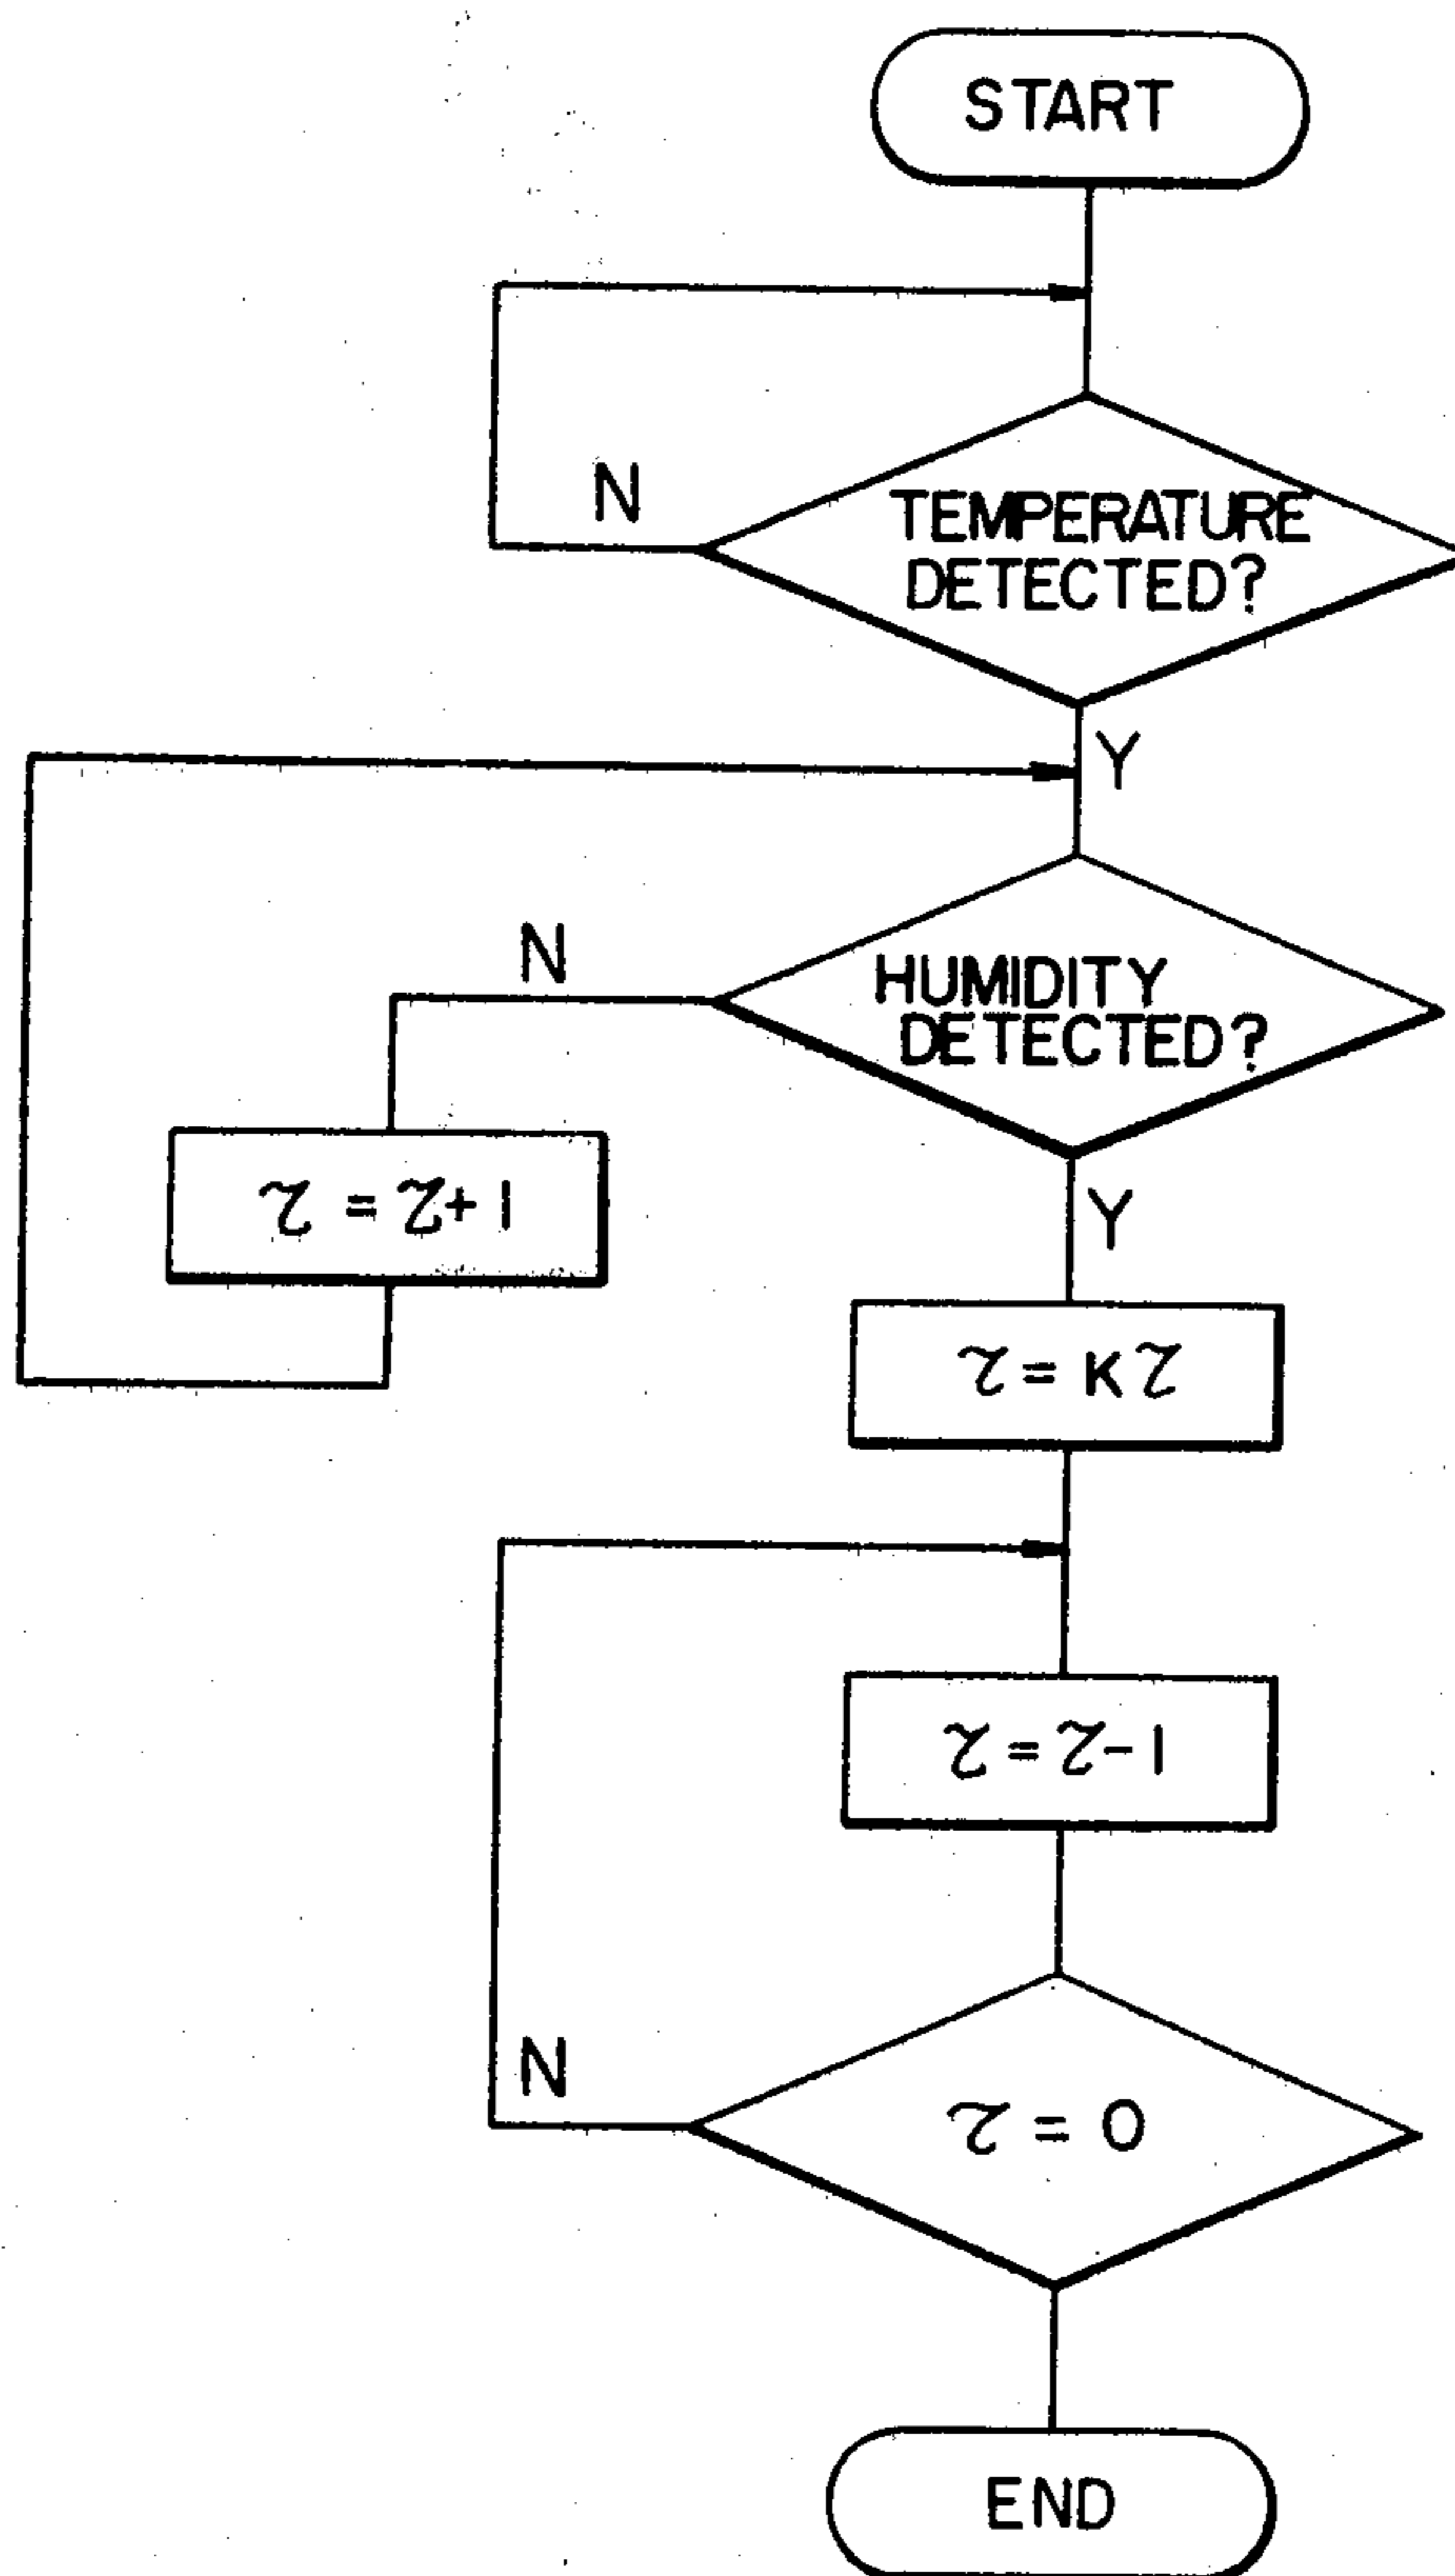 START
N
TEMPERATURE
DETECTED?
Y
N
HUMIDITY
DETECTED?
τ = τ+1
Y
τ = Kτ
τ = τ-1
N
τ = 0
END